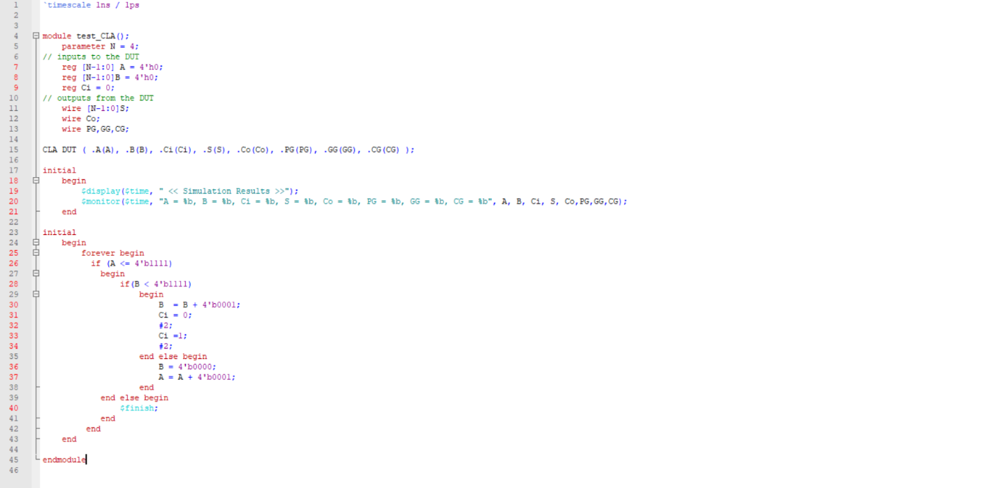 1 `timescale 1ns / 1ps
2
3
4 module test_CLA();
5 parameter N = 4;
6 // inputs to the DUT
7 reg [N-1:0] A = 4'h0;
8 reg [N-1:0]B = 4'h0;
9 reg Ci = 0;
10 // outputs from the DUT
11 wire [N-1:0]S;
12 wire Co;
13 wire PG,GG,CG;
14
15 CLA DUT ( .A(A), .B(B), .Ci(Ci), .S(S), .Co(Co), .PG(PG), .GG(GG), .CG(CG) );
16
17 initial
18 begin
19 $display($time, " << Simulation Results >>");
20 $monitor($time, "A = %b, B = %b, Ci = %b, S = %b, Co = %b, PG = %b, GG = %b, CG = %b", A, B, Ci, S, Co,PG,GG,CG);
21 end
22
23 initial
24 begin
25 forever begin
26 if (A <= 4'b1111)
27 begin
28 if(B < 4'b1111)
29 begin
30 B  = B + 4'b0001;
31 Ci = 0;
32 #2;
33 Ci =1;
34 #2;
35 end else begin
36 B = 4'b0000;
37 A = A + 4'b0001;
38 end
39 end else begin
40 $finish;
41 end
42 end
43 end
44
45 endmodule
46